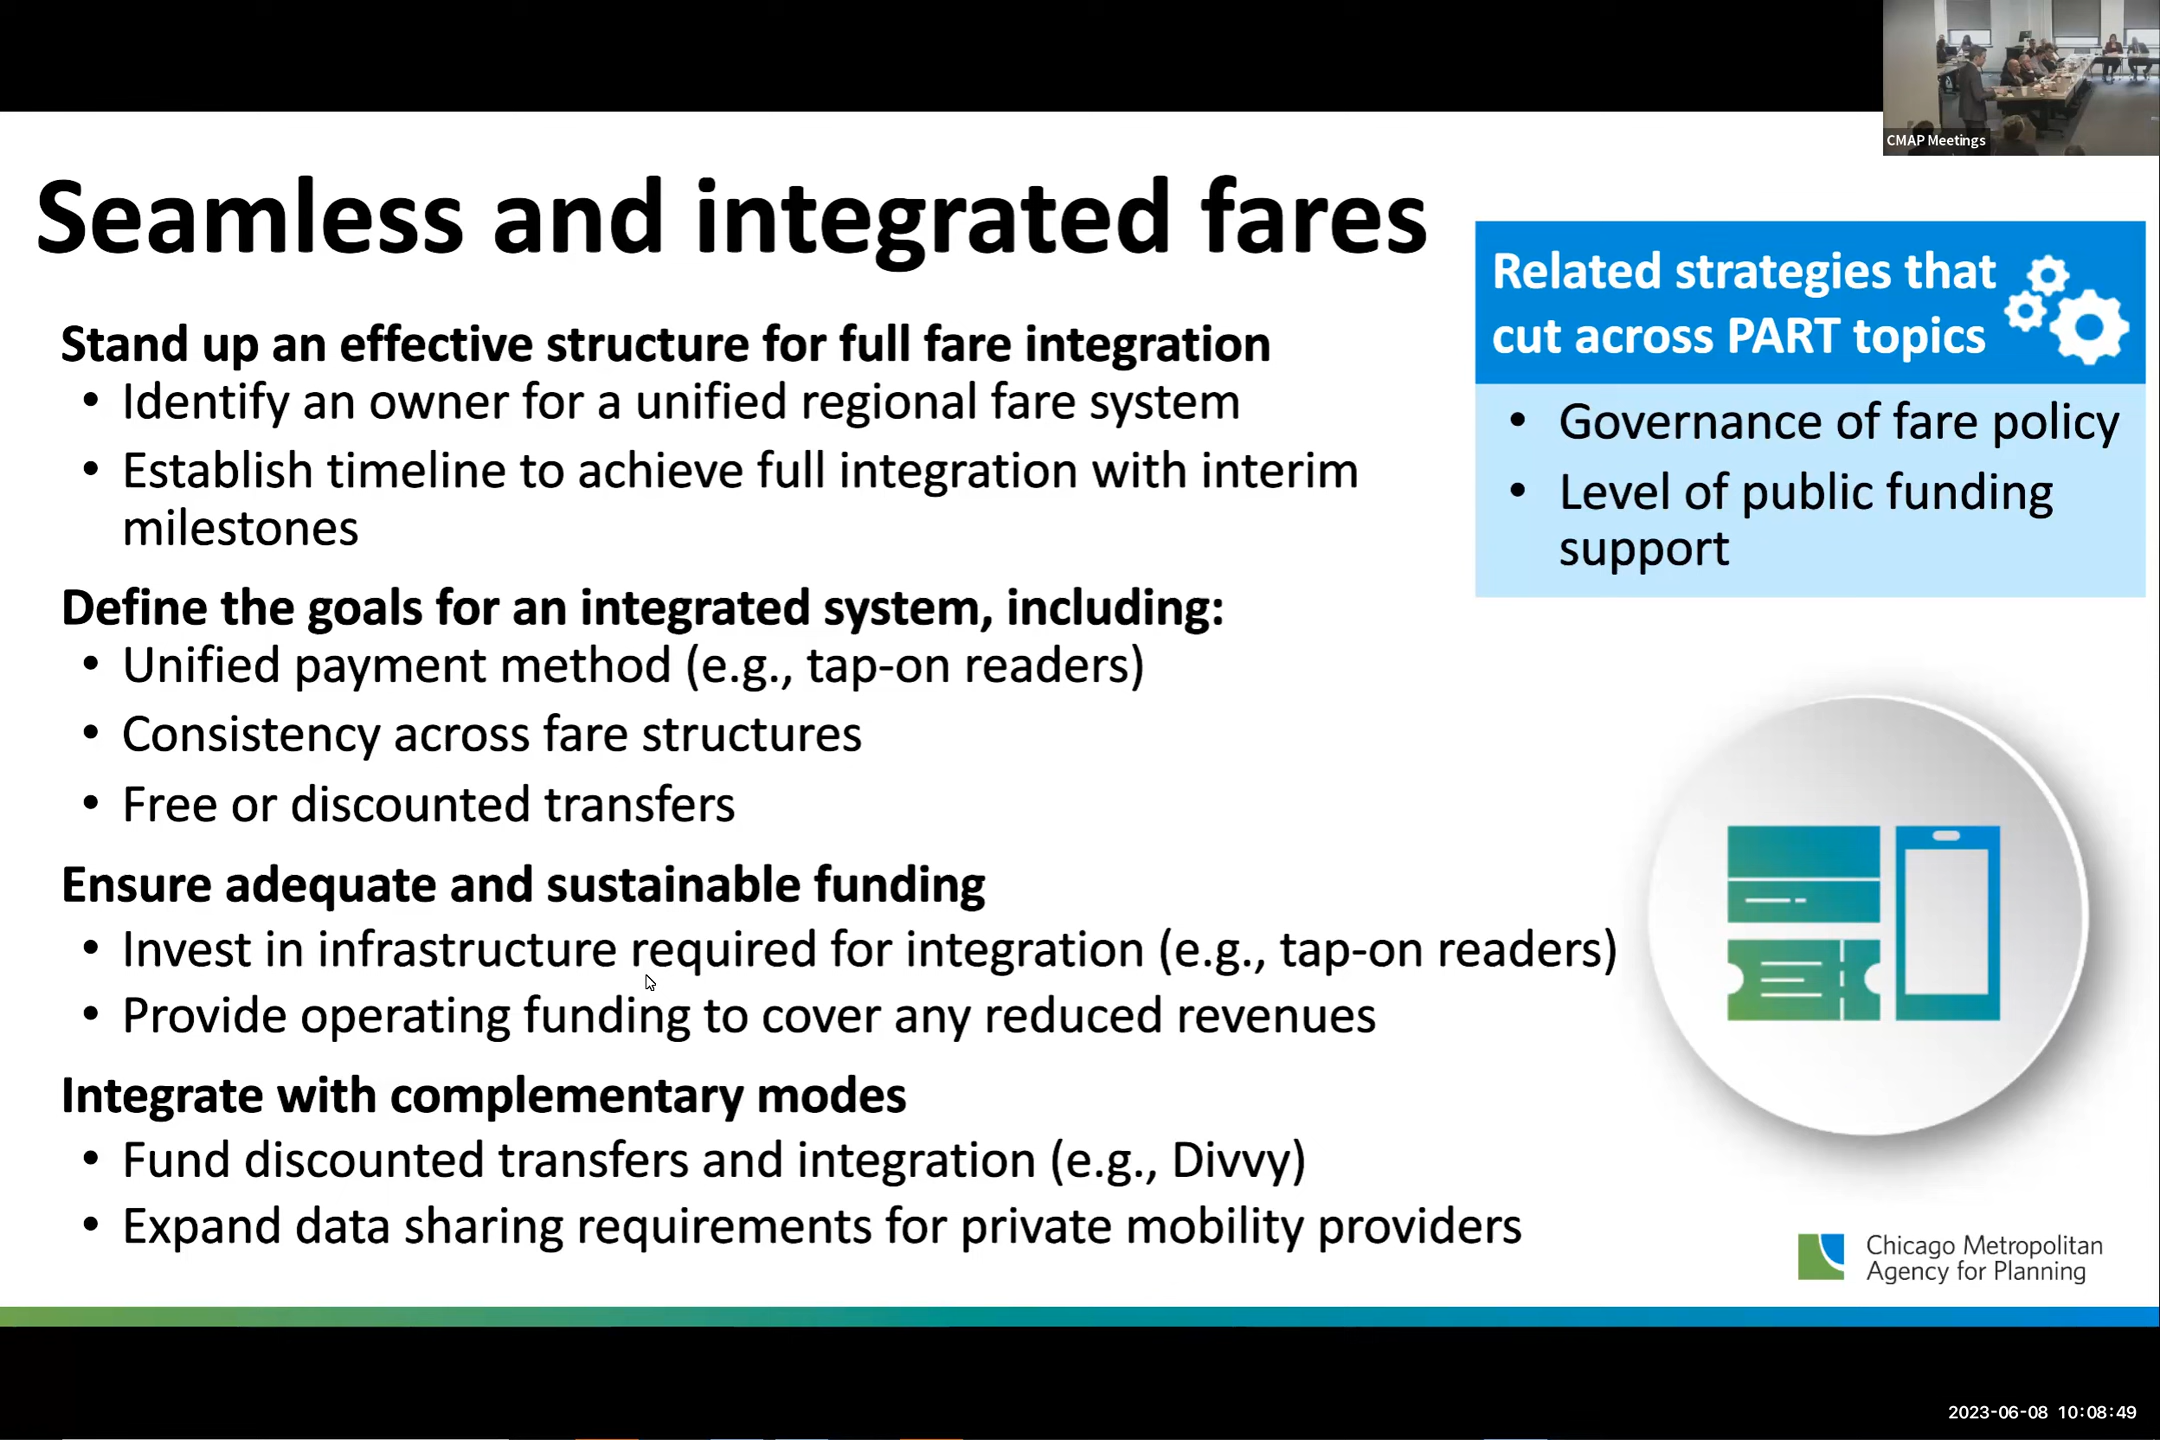 CMAP Meetings
Seamless and integrated fares
Stand up an effective structure for full fare integration
• Identify an owner for a unified regional fare system
• Establish timeline to achieve full integration with interim
milestones
Define the goals for an integrated system, including:
• Unified payment method (e.g., tap-on readers)
• Consistency across fare structures
• Free or discounted transfers
Ensure adequate and sustainable funding
• Invest in infrastructure required for integration (e.g., tap-on readers)
• Provide operating funding to cover any reduced revenues
Integrate with complementary modes
• Fund discounted transfers and integration (e.g., Divvy)
• Expand data sharing requirements for private mobility providers
Related strategies that
cut across PART topics
• Governance of fare policy
• Level of public funding
support
Chicago Metropolitan
Agency for Planning
2023-06-08 10:08:49